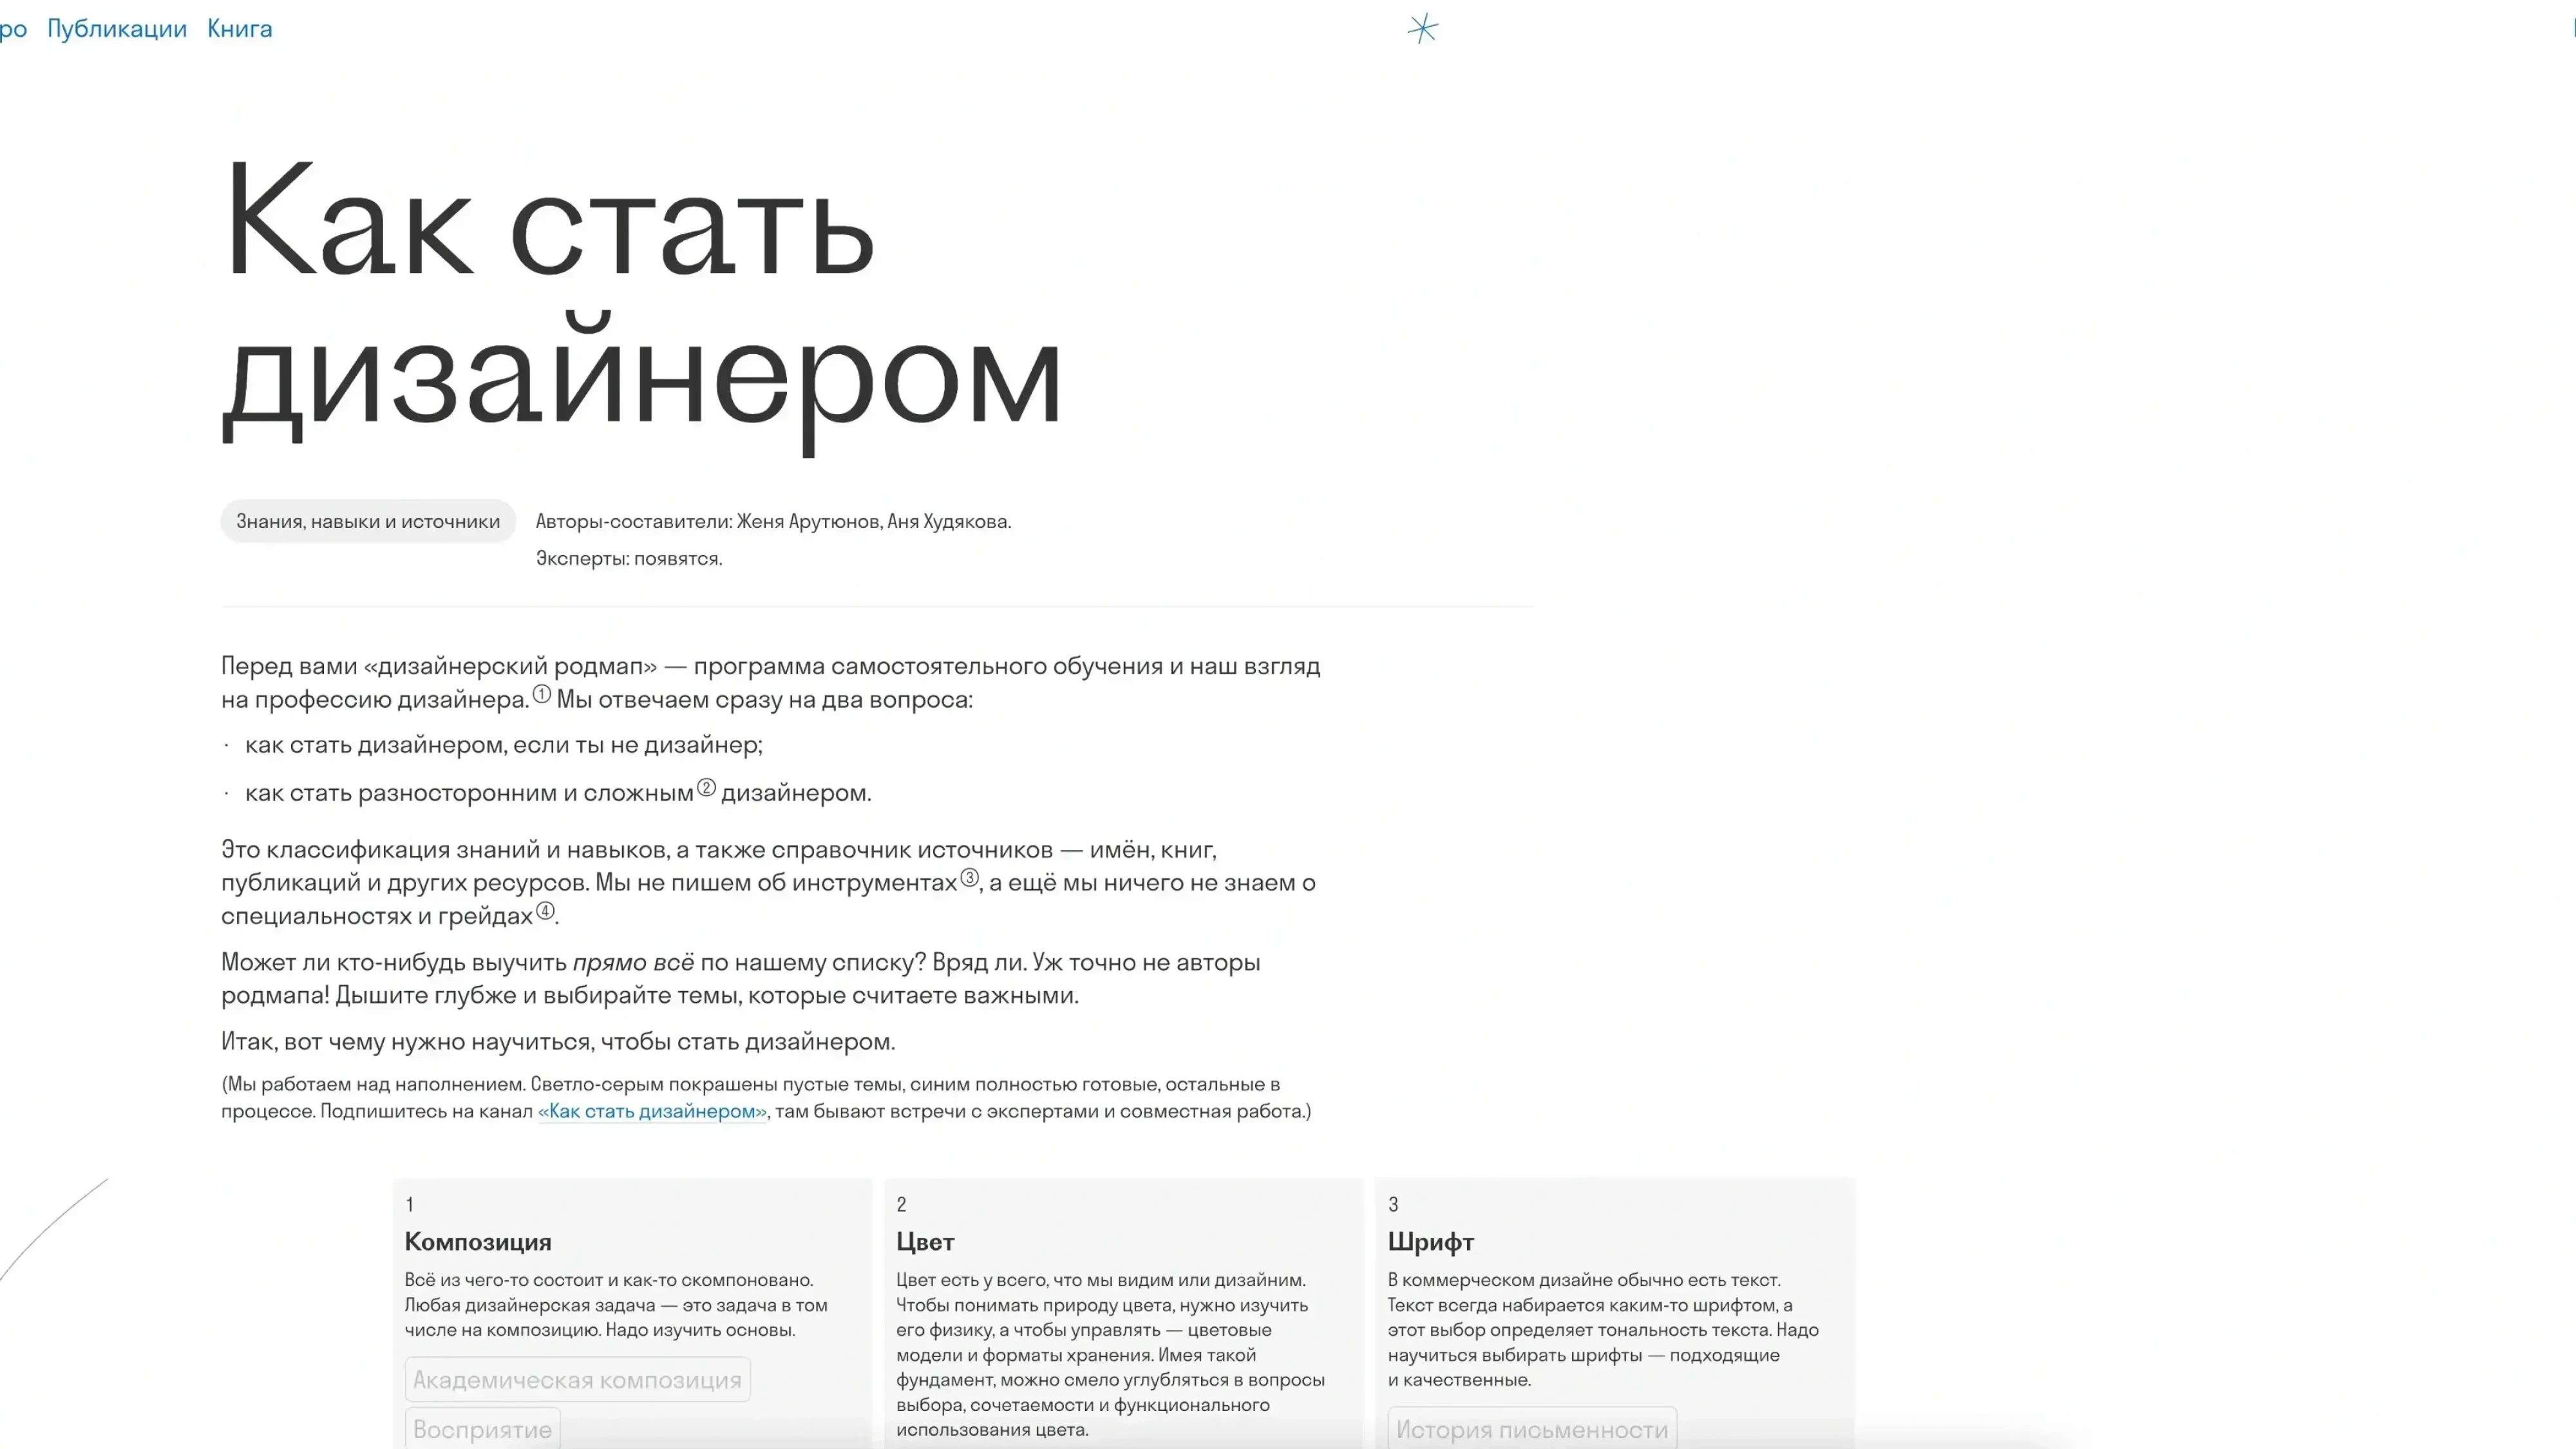 ро Публикации Книга
Как стать
дизайнером
Знания, навыки и источники
Авторы-составители: Женя Арутюнов, Аня Худякова.
Эксперты: появятся.
Перед вами «дизайнерский родмап» — программа самостоятельного обучения и наш взгляд
на профессию дизайнера.① Мы отвечаем сразу на два вопроса:
· как стать дизайнером, если ты не дизайнер;
· как стать разносторонним и сложным② дизайнером.
Это классификация знаний и навыков, а также справочник источников — имён, книг,
публикаций и других ресурсов. Мы не пишем об инструментах③, а ещё мы ничего не знаем о
специальностях и грейдах④.
Может ли кто-нибудь выучить прямо всё по нашему списку? Вряд ли. Уж точно не авторы
родмапа! Дышите глубже и выбирайте темы, которые считаете важными.
Итак, вот чему нужно научиться, чтобы стать дизайнером.
(Мы работаем над наполнением. Светло-серым покрашены пустые темы, синим полностью готовые, остальные в
процессе. Подпишитесь на канал «Как стать дизайнером», там бывают встречи с экспертами и совместная работа.)
1
Композиция
Всё из чего-то состоит и как-то скомпоновано.
Любая дизайнерская задача — это задача в том
числе на композицию. Надо изучить основы.
Академическая композиция
Восприятие
2
Цвет
Цвет есть у всего, что мы видим или дизайним.
Чтобы понимать природу цвета, нужно изучить
его физику, а чтобы управлять — цветовые
модели и форматы хранения. Имея такой
фундамент, можно смело углубляться в вопросы
выбора, сочетаемости и функционального
использования цвета.
3
Шрифт
В коммерческом дизайне обычно есть текст.
Текст всегда набирается каким-то шрифтом, а
этот выбор определяет тональность текста. Надо
научиться выбирать шрифты — подходящие
и качественные.
История письменности